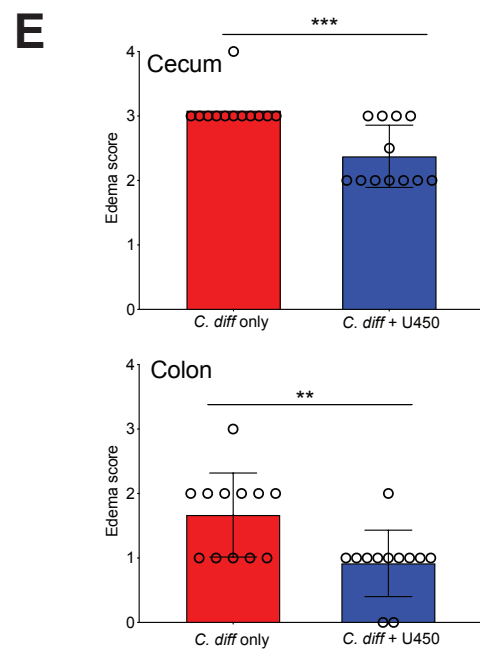 E
***
4
Cecum
3
Edema score
2
1
0
C. diff only
C. diff + U450
4
Colon
**
3
Edema score
2
1
0
C. diff only
C. diff + U450